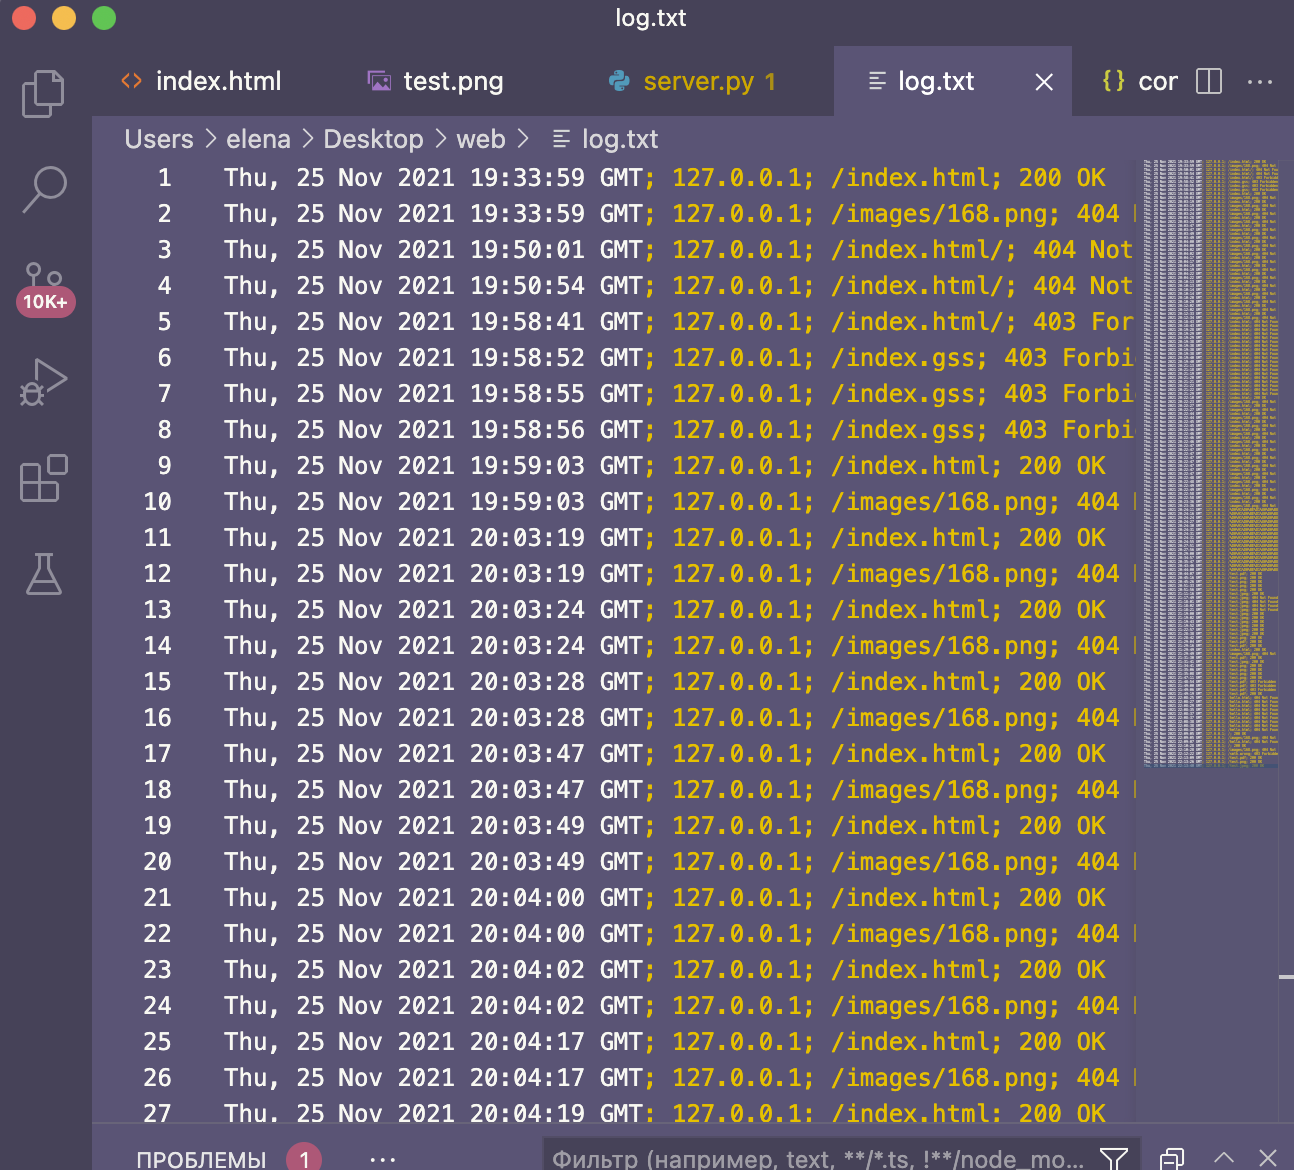 log.txt
index.html
test.png
server.py 1
log.txt
cor
Users > elena > Desktop > web > log.txt
10K+
1 Thu, 25 Nov 2021 19:33:59 GMT; 127.0.0.1; /index.html; 200 OK
2 Thu, 25 Nov 2021 19:33:59 GMT; 127.0.0.1; /images/168.png; 404
3 Thu, 25 Nov 2021 19:50:01 GMT; 127.0.0.1; /index.html/; 404 Not
4 Thu, 25 Nov 2021 19:50:54 GMT; 127.0.0.1; /index.html/; 404 Not
5 Thu, 25 Nov 2021 19:58:41 GMT; 127.0.0.1; /index.html/; 403 For
6 Thu, 25 Nov 2021 19:58:52 GMT; 127.0.0.1; /index.gss; 403 Forbi
7 Thu, 25 Nov 2021 19:58:55 GMT; 127.0.0.1; /index.gss; 403 Forbi
8 Thu, 25 Nov 2021 19:58:56 GMT; 127.0.0.1; /index.gss; 403 Forbi
9 Thu, 25 Nov 2021 19:59:03 GMT; 127.0.0.1; /index.html; 200 OK
10 Thu, 25 Nov 2021 19:59:03 GMT; 127.0.0.1; /images/168.png; 404
11 Thu, 25 Nov 2021 20:03:19 GMT; 127.0.0.1; /index.html; 200 OK
12 Thu, 25 Nov 2021 20:03:19 GMT; 127.0.0.1; /images/168.png; 404
13 Thu, 25 Nov 2021 20:03:24 GMT; 127.0.0.1; /index.html; 200 OK
14 Thu, 25 Nov 2021 20:03:24 GMT; 127.0.0.1; /images/168.png; 404
15 Thu, 25 Nov 2021 20:03:28 GMT; 127.0.0.1; /index.html; 200 OK
16 Thu, 25 Nov 2021 20:03:28 GMT; 127.0.0.1; /images/168.png; 404
17 Thu, 25 Nov 2021 20:03:47 GMT; 127.0.0.1; /index.html; 200 OK
18 Thu, 25 Nov 2021 20:03:47 GMT; 127.0.0.1; /images/168.png; 404
19 Thu, 25 Nov 2021 20:03:49 GMT; 127.0.0.1; /index.html; 200 OK
20 Thu, 25 Nov 2021 20:03:49 GMT; 127.0.0.1; /images/168.png; 404
21 Thu, 25 Nov 2021 20:04:00 GMT; 127.0.0.1; /index.html; 200 OK
22 Thu, 25 Nov 2021 20:04:00 GMT; 127.0.0.1; /images/168.png; 404
23 Thu, 25 Nov 2021 20:04:02 GMT; 127.0.0.1; /index.html; 200 OK
24 Thu, 25 Nov 2021 20:04:02 GMT; 127.0.0.1; /images/168.png; 404
25 Thu, 25 Nov 2021 20:04:17 GMT; 127.0.0.1; /index.html; 200 OK
26 Thu, 25 Nov 2021 20:04:17 GMT; 127.0.0.1; /images/168.png; 404
27 Thu, 25 Nov 2021 20:04:19 GMT; 127.0.0.1; /index.html; 200 OK
ПРОБЛЕМЫ 1 ...
Фильтр (например, text, **/*.ts, !**/node_mo...